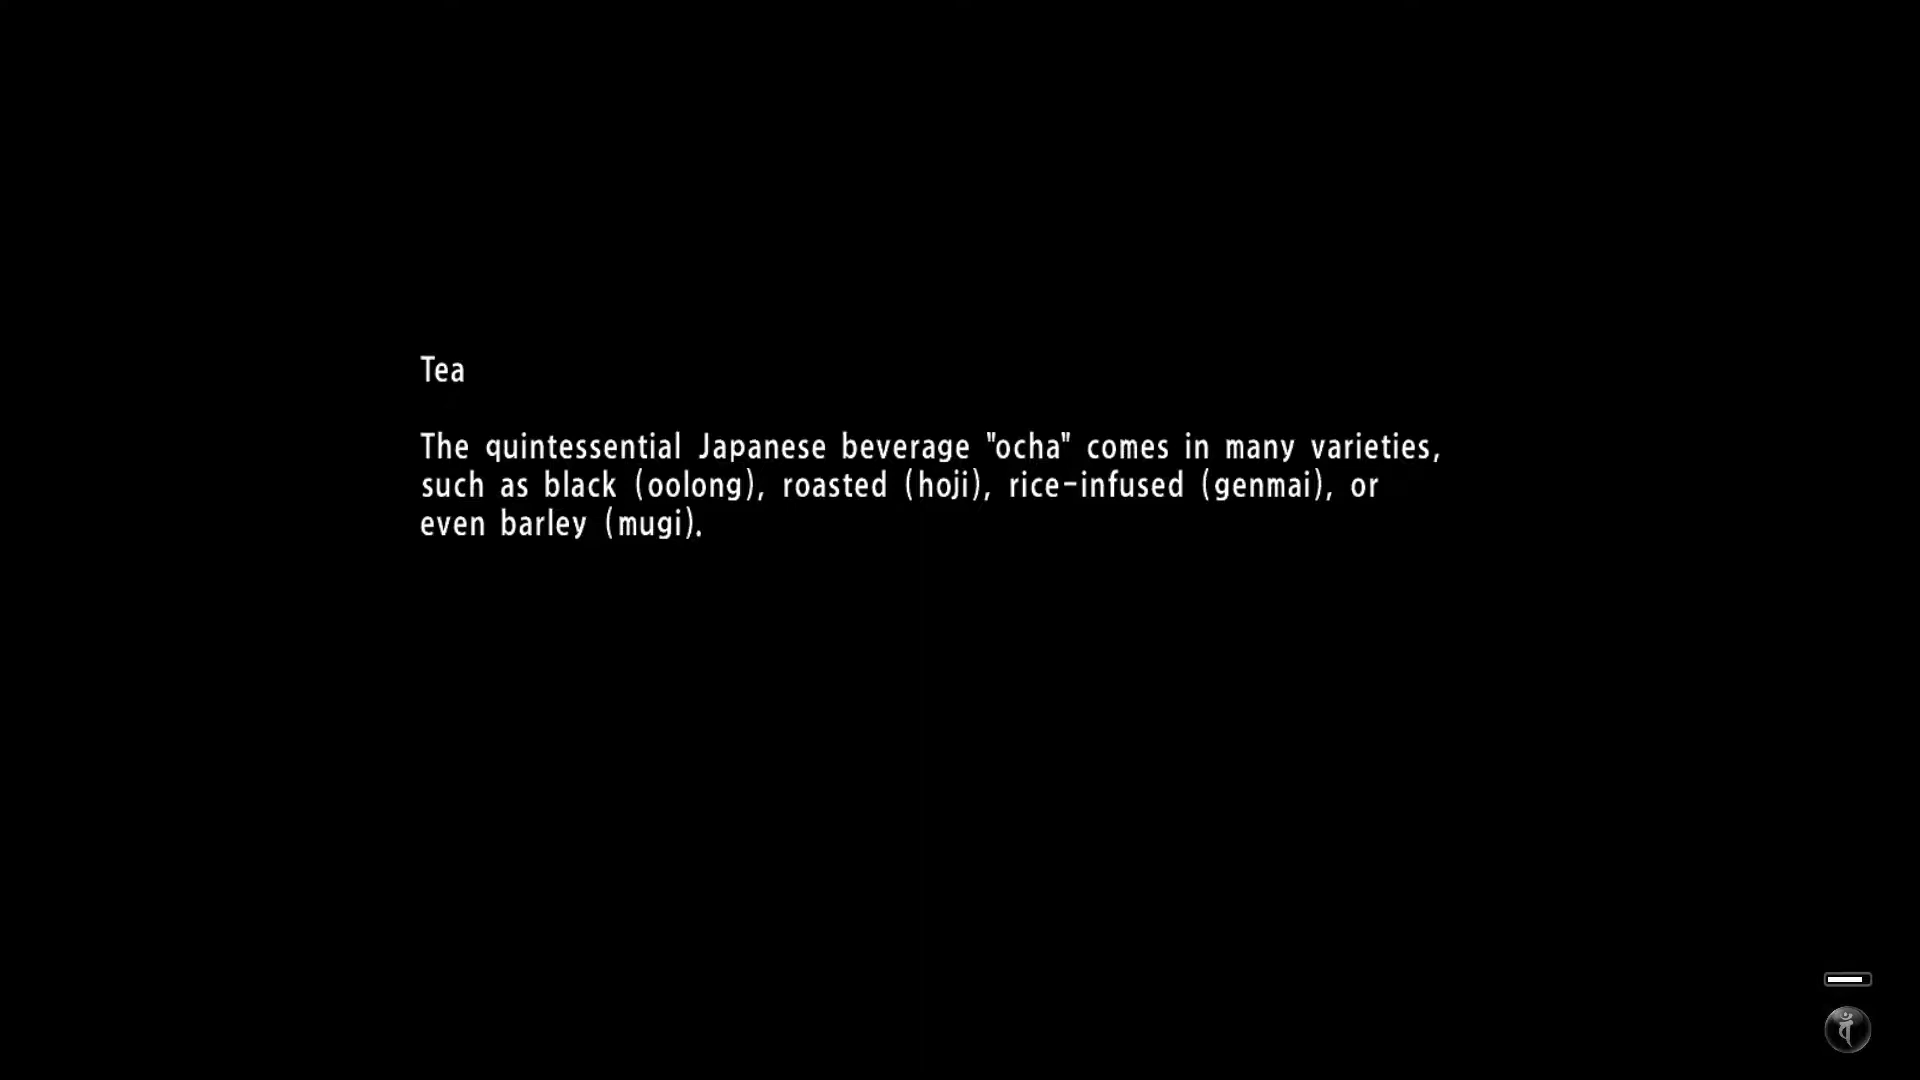 Tea
The quintessential Japanese beverage "ocha" comes in many varieties,
such as black (oolong), roasted (hoji), rice-infused (genmai), or
even barley (mugi).